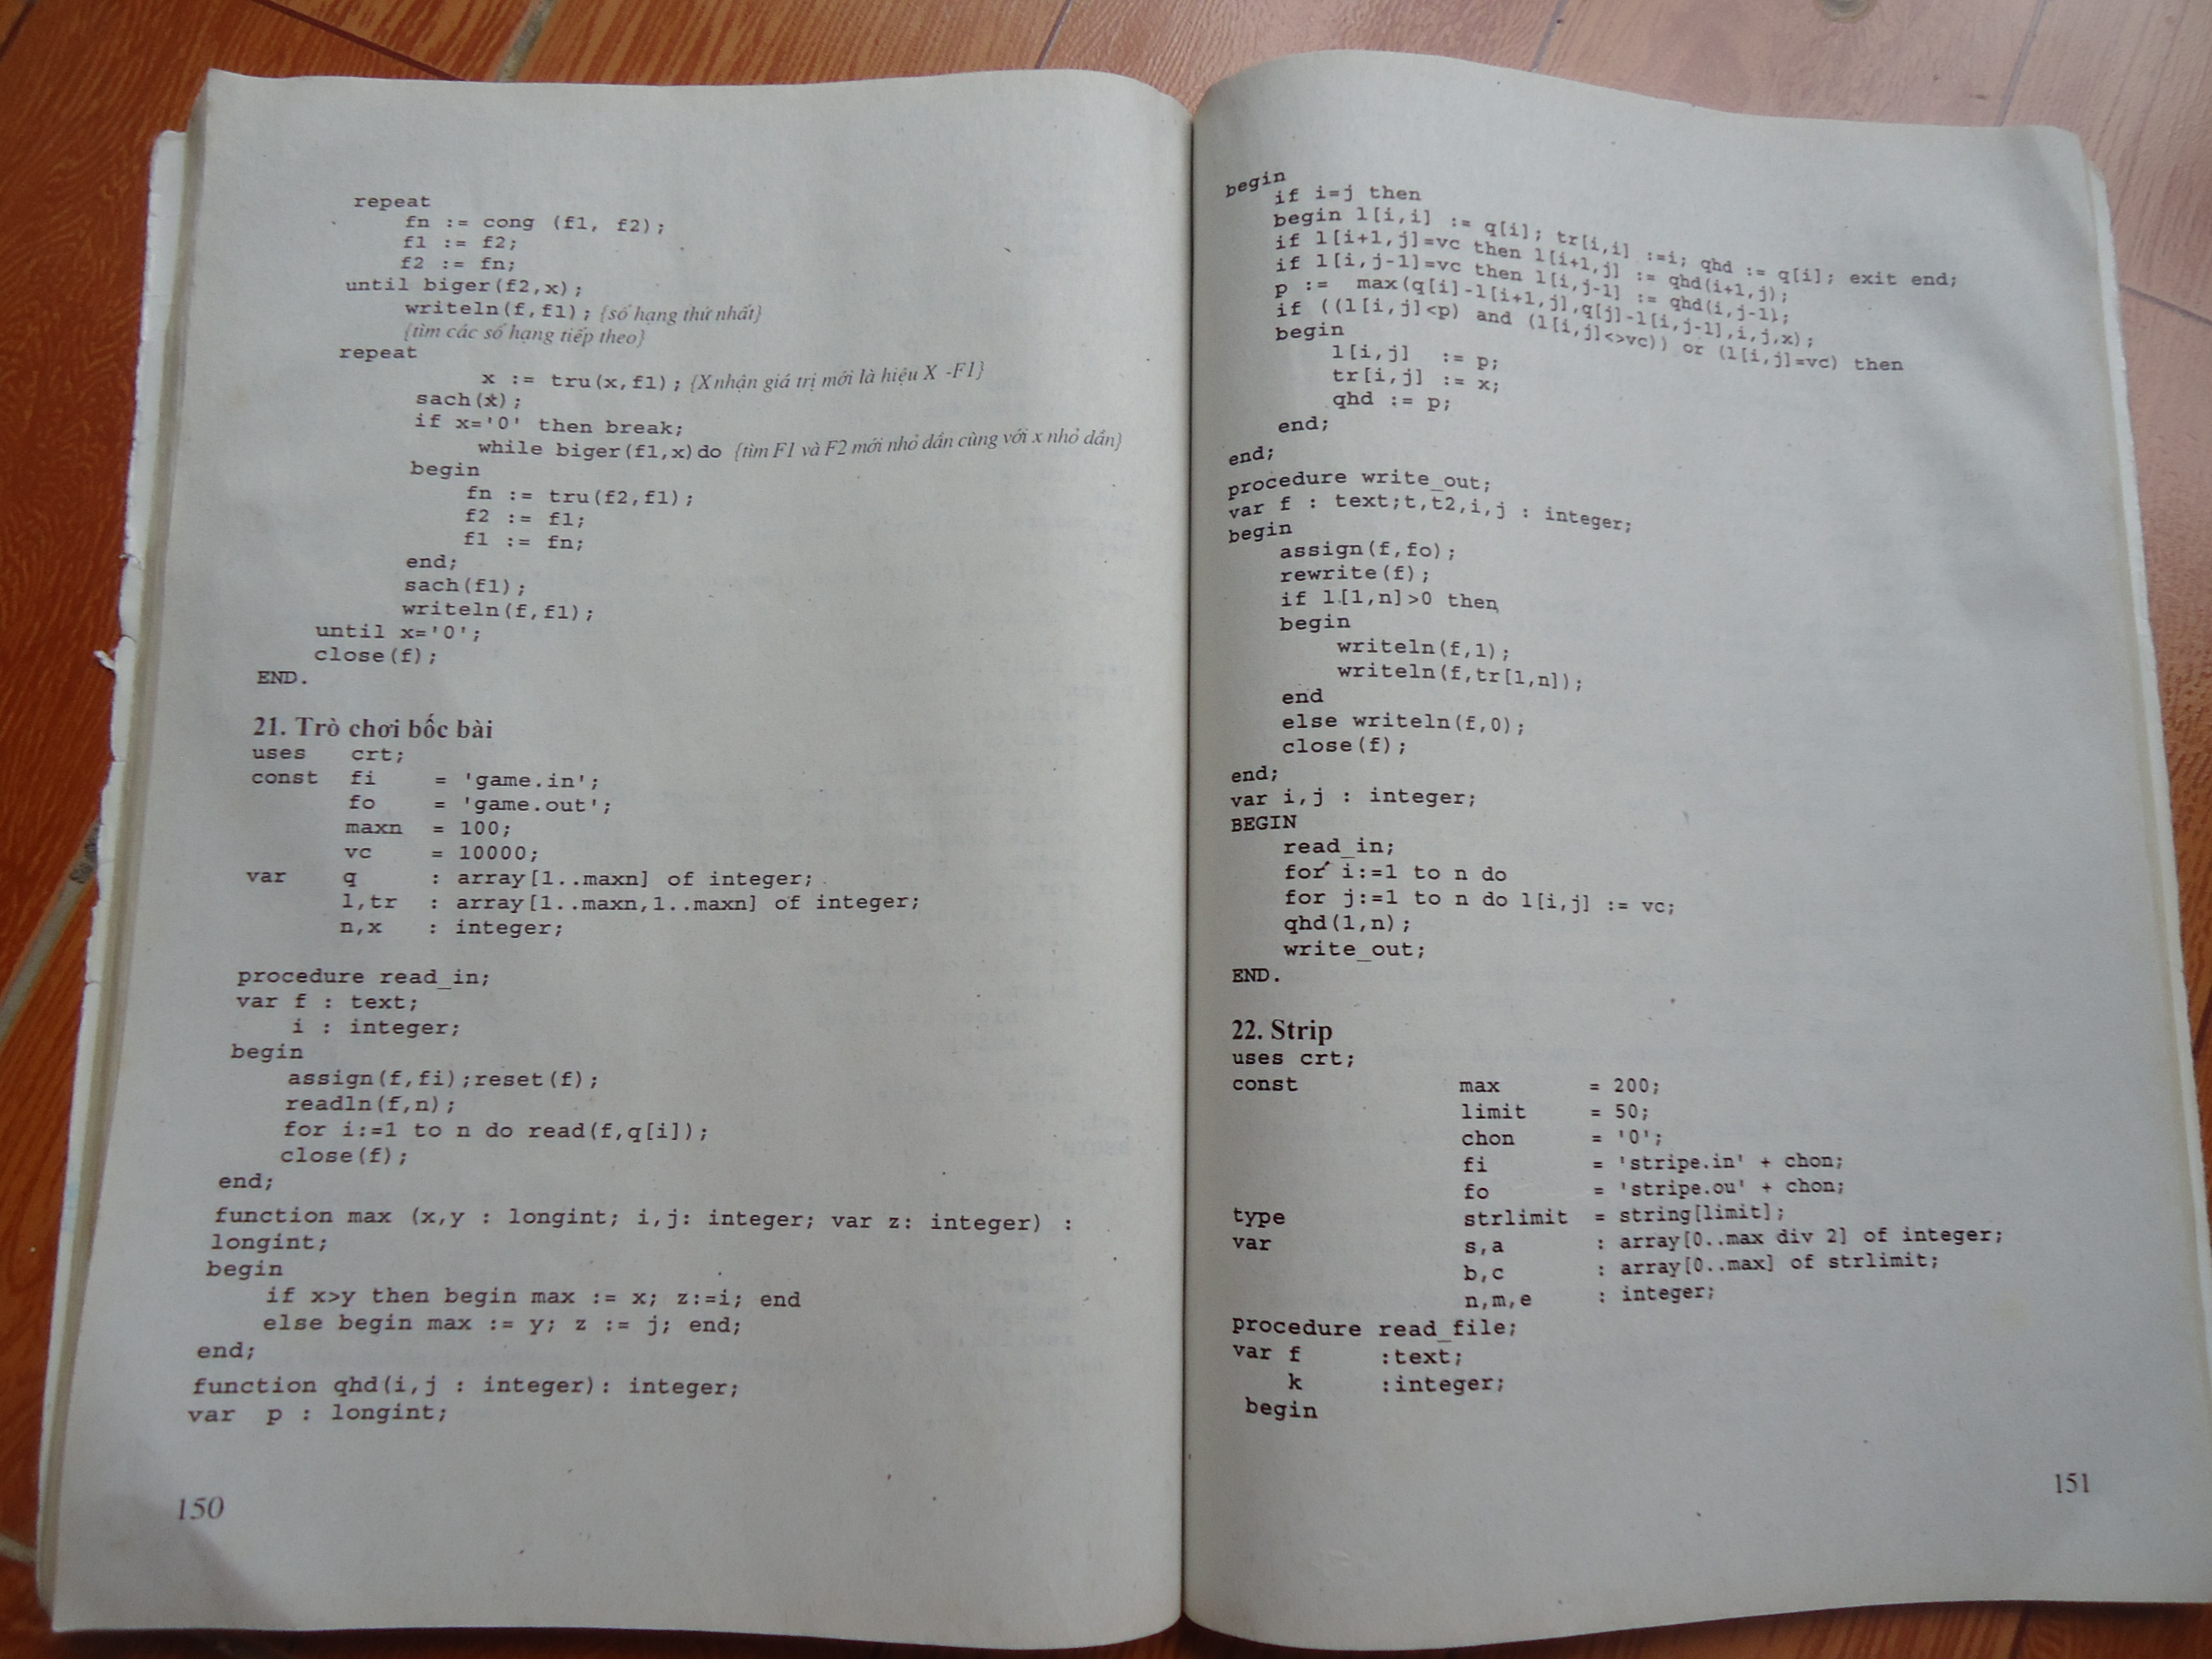 repeat
fn := cong (f1, f2);
f1 := f2;
f2 := fn;
until biger(f2,x);
writeln(f,f1); {số hạng thứ nhất}
{tìm các số hạng tiếp theo}
repeat
x := tru(x,f1); {X nhận giá trị mới là hiệu X -F1}
sach(x);
if x='0' then break;
while biger(f1,x)do {tìm F1 và F2 mới nhỏ dần cùng với x nhỏ dần}
begin
fn := tru(f2,f1);
f2 := f1;
f1 := fn;
end;
sach(f1);
writeln(f,f1);
until x='0';
close(f);
END.
21. Trò chơi bốc bài
uses crt;
const fi = 'game.in';
fo = 'game.out';
maxn = 100;
vc = 10000;
var q : array[1..maxn] of integer;
l,tr : array[1..maxn,1..maxn] of integer;
n,x : integer;
procedure read_in;
var f : text;
i : integer;
begin
assign(f,fi);reset(f);
readln(f,n);
for i:=1 to n do read(f,q[i]);
close(f);
end;
function max (x,y : longint; i,j: integer; var z: integer) :
longint;
begin
if x>y then begin max := x; z:=i; end
else begin max := y; z := j; end;
end;
function qhd(i,j : integer): integer;
var p : longint;
150
begin
if i=j then
begin l[i,i] := q[i]; tr[i,i] :=i; qhd := q[i]; exit end;
if l[i+1,j]=vc then l[i+1,j] := qhd(i+1,j);
if l[i,j-1]=vc then l[i,j-1] := qhd(i,j-1);
p := max(q[i]-l[i+1,j],q[j]-l[i,j-1],i,j,x);
if ((l[i,j]<p) and (l[i,j]<>vc)) or (l[i,j]=vc) then
begin
l[i,j] := p;
tr[i,j] := x;
qhd := p;
end;
end;
procedure write_out;
var f : text;t,t2,i,j : integer;
begin
assign(f,fo);
rewrite(f);
if l[1,n]>0 then
begin
writeln(f,1);
writeln(f,tr[1,n]);
end
else writeln(f,0);
close(f);
end;
var i,j : integer;
BEGIN
read_in;
for i:=1 to n do
for j:=1 to n do l[i,j] := vc;
qhd(1,n);
write_out;
END.
22. Strip
uses crt;
const max = 200;
limit = 50;
chon = '0';
fi = 'stripe.in' + chon;
fo = 'stripe.ou' + chon;
type strlimit = string[limit];
var s,a : array[0..max div 2] of integer;
b,c : array[0..max] of strlimit;
n,m,e : integer;
procedure read_file;
var f :text;
k :integer;
begin
151